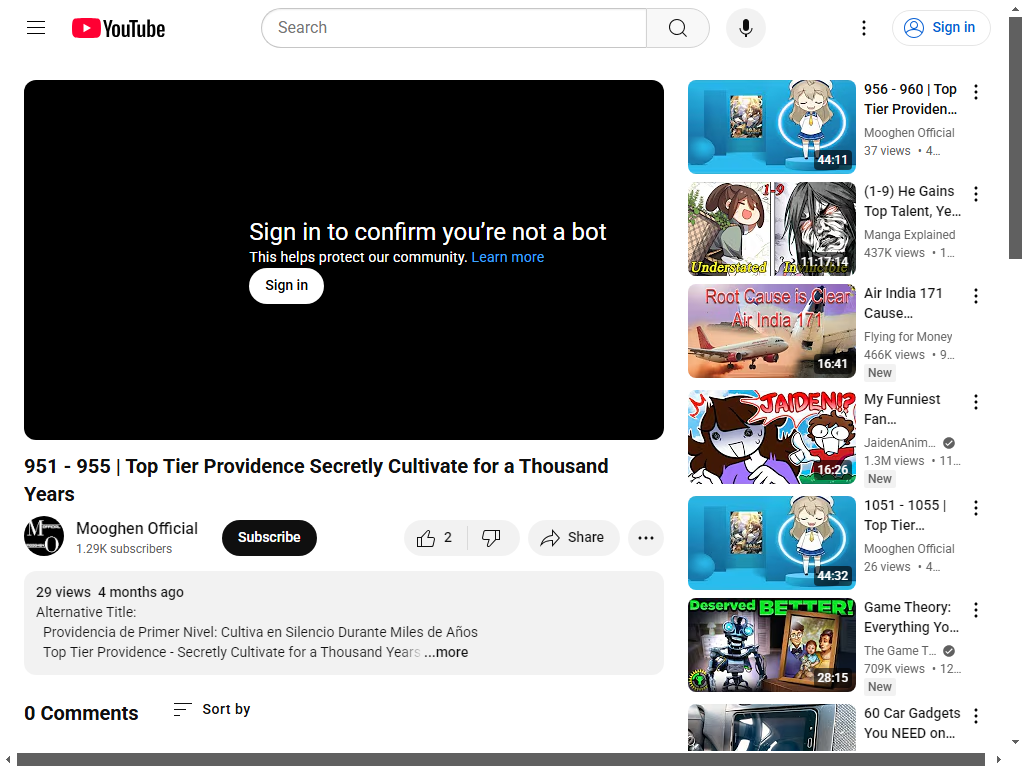 YouTube
Search
Sign in
Sign in to confirm you’re not a bot
This helps protect our community. Learn more
Sign in
951 - 955 | Top Tier Providence Secretly Cultivate for a Thousand
Years
Mooghen Official
1.29K subscribers
Subscribe
2
Share
29 views 4 months ago
Alternative Title:
Providencia de Primer Nivel: Cultiva en Silencio Durante Miles de Años
Top Tier Providence - Secretly Cultivate for a Thousand Years ...more
0 Comments
Sort by
44:11
956 - 960 | Top
Tier Providen...
Mooghen Official
37 views • 4...
1-9
Understated
11:17:14
(1-9) He Gains
Top Talent, Ye...
Manga Explained
437K views • 1...
Root Cause is Clear
Air India 171
16:41
Air India 171
Cause...
Flying for Money
466K views • 9...
New
JAIDEN!?
16:26
My Funniest
Fan...
JaidenAnim...
1.3M views • 11...
New
44:32
1051 - 1055 |
Top Tier...
Mooghen Official
26 views • 4...
Deserved BETTER!
28:15
Game Theory:
Everything Yo...
The Game T...
709K views • 12...
New
60 Car Gadgets
You NEED on...